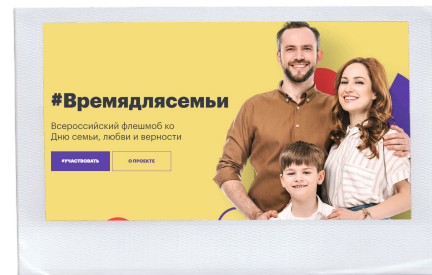 #Времядлясемьи
Всероссийский флешмоб ко
Дню семьи, любви и верности
#УЧАСТВОВАТЬ
О ПРОЕКТЕ